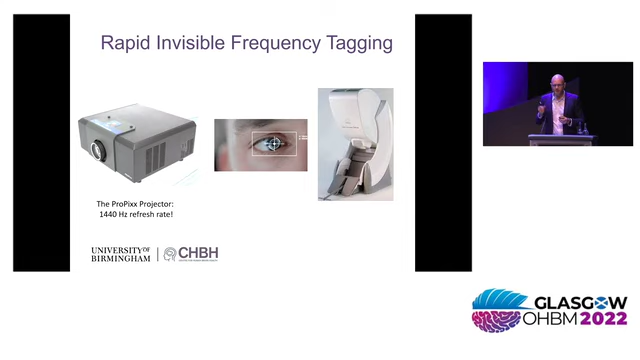 Rapid Invisible Frequency Tagging
The ProPixx Projector:
1440 Hz refresh rate!
UNIVERSITY OF
BIRMINGHAM
CHBH
GLASGOW
OHBM 2022